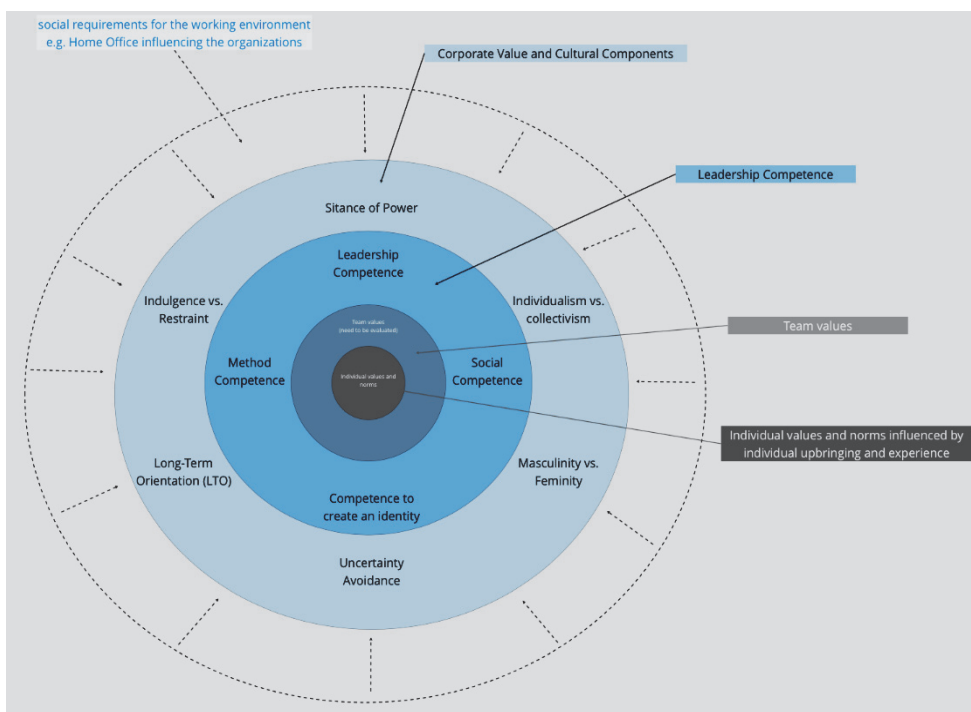 social requirements for the working environment
e.g. Home Office influencing the organizations
Corporate Value and Cultural Components
Leadership Competence
Sitance of Power
Leadership
Competence
Indulgence vs.
Restraint
Individualism vs.
collectivism
Team values
(need to be evaluated)
Team values
Method
Competence
Social
Competence
Individual values and
norms
Individual values and norms influenced by
individual upbringing and experience
Long-Term
Orientation (LTO)
Masculinity vs.
Feminity
Competence to
create an identity
Uncertainty
Avoidance